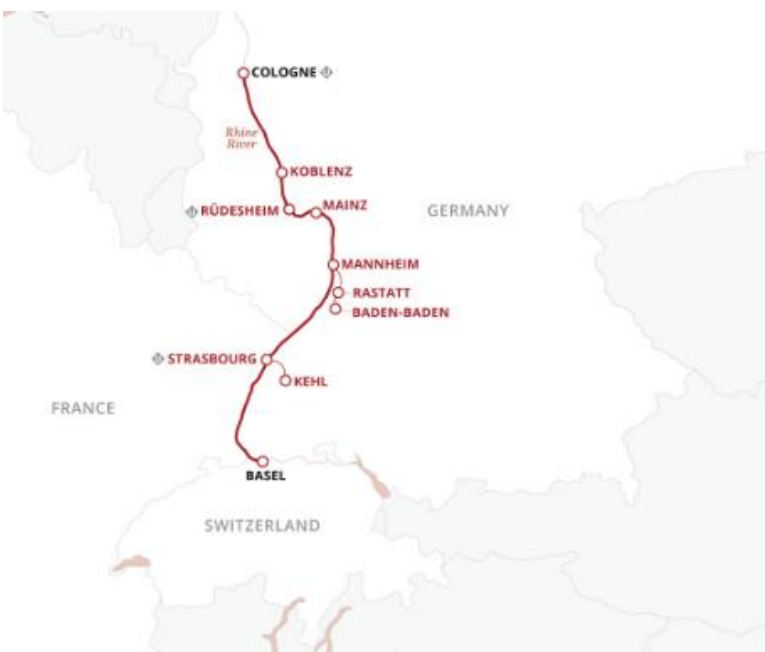 COLOGNE
Rhine
River
KOBLENZ
RÜDESHEIM
MAINZ
GERMANY
MANNHEIM
RASTATT
BADEN-BADEN
STRASBOURG
KEHL
FRANCE
BASEL
SWITZERLAND